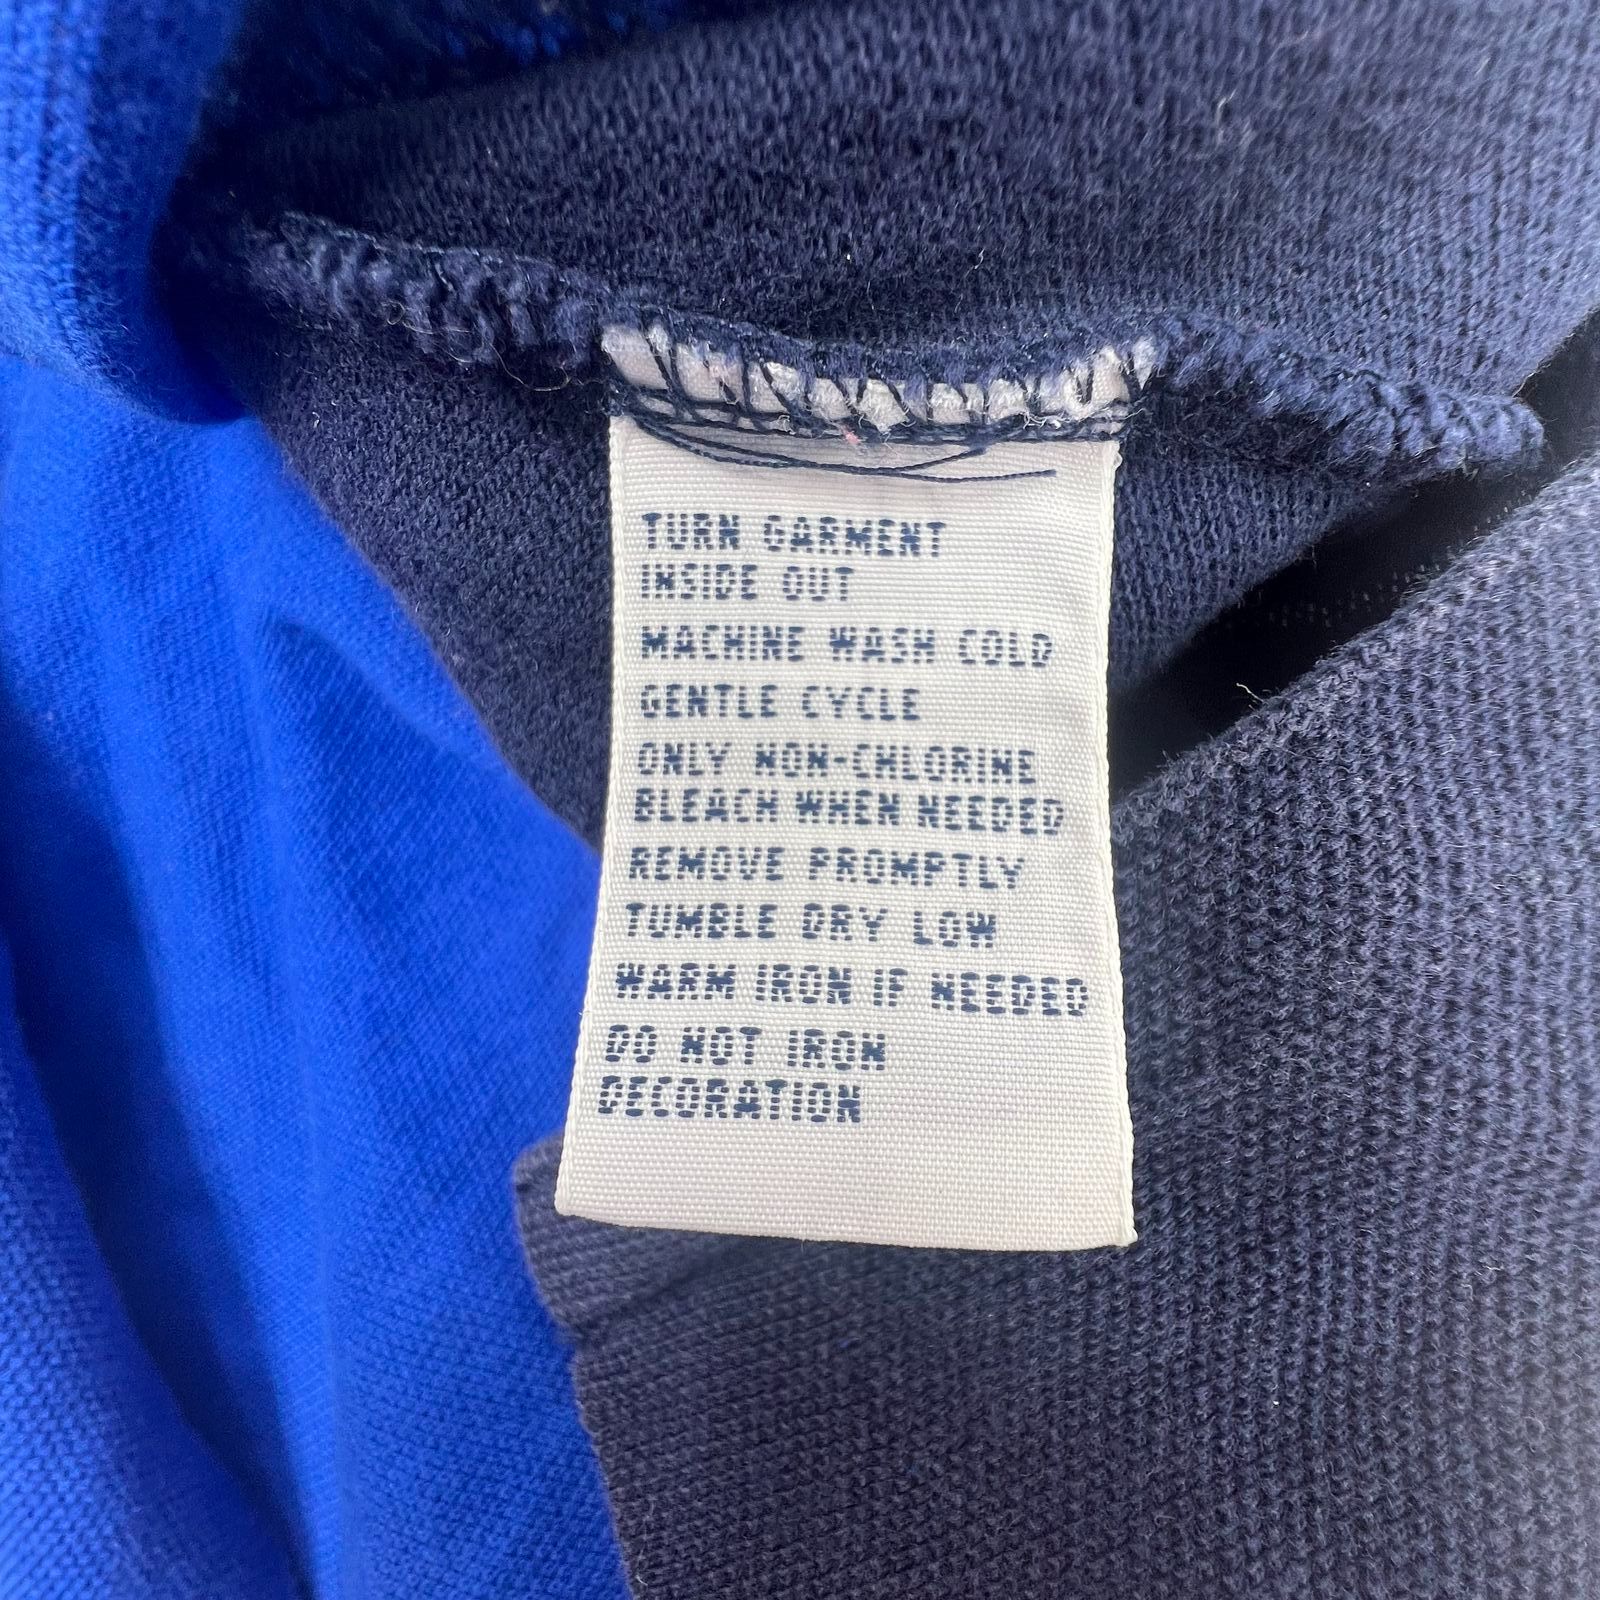 TURN GARMENT
INSIDE OUT
MACHINE WASH COLD
GENTLE CYCLE
ONLY NON-CHLORINE
BLEACH WHEN NEEDED
REMOVE PROMPTLY
TUMBLE DRY LOW
WARM IRON IF NEEDED
DO NOT IRON
DECORATION